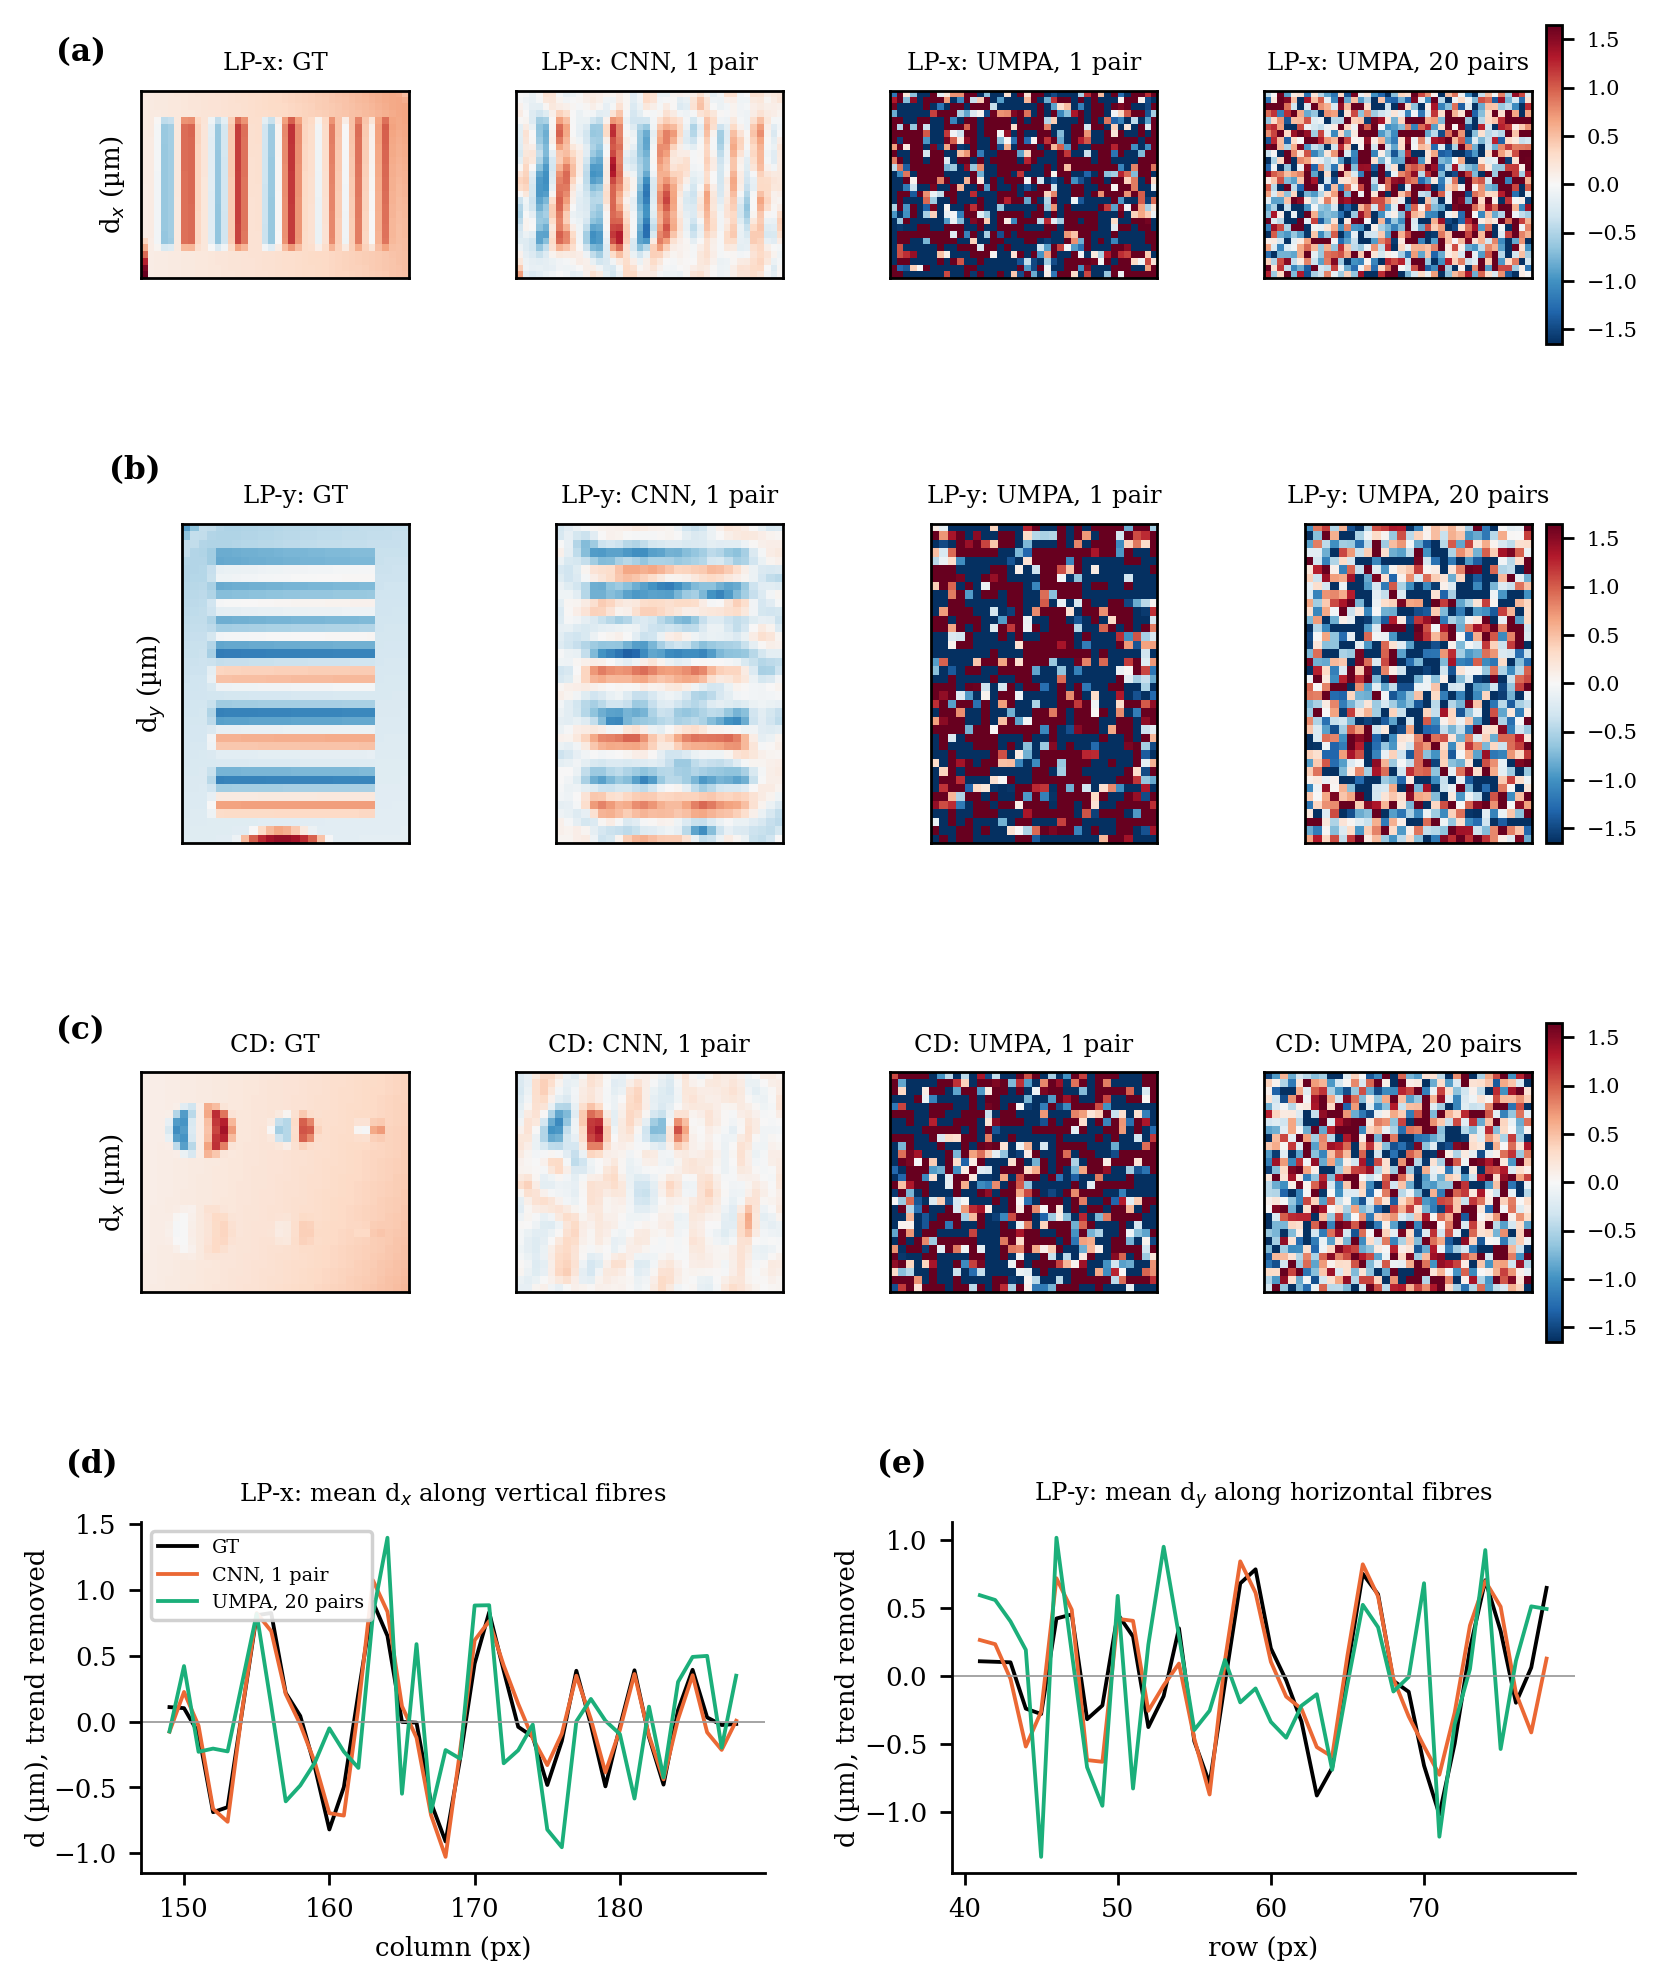 (a)
LP-x: GT
LP-x: CNN, 1 pair
LP-x: UMPA, 1 pair
LP-x: UMPA, 20 pairs
dₓ (µm)
1.5
1.0
0.5
0.0
−0.5
−1.0
−1.5
(b)
LP-y: GT
LP-y: CNN, 1 pair
LP-y: UMPA, 1 pair
LP-y: UMPA, 20 pairs
d_y (µm)
1.5
1.0
0.5
0.0
−0.5
−1.0
−1.5
(c)
CD: GT
CD: CNN, 1 pair
CD: UMPA, 1 pair
CD: UMPA, 20 pairs
dₓ (µm)
1.5
1.0
0.5
0.0
−0.5
−1.0
−1.5
(d)
LP-x: mean dₓ along vertical fibres
d (µm), trend removed
1.5
1.0
0.5
0.0
−0.5
−1.0
GT
CNN, 1 pair
UMPA, 20 pairs
150
160
170
180
column (px)
(e)
LP-y: mean d_y along horizontal fibres
d (µm), trend removed
1.0
0.5
0.0
−0.5
−1.0
40
50
60
70
row (px)